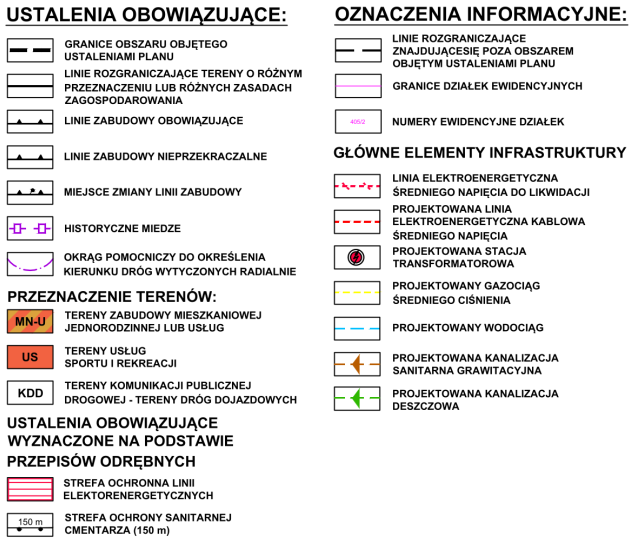 USTALENIA OBOWIĄZUJĄCE:
GRANICE OBSZARU OBJĘTEGO
USTALENIAMI PLANU
LINIE ROZGRANICZAJĄCE TERENY O RÓŻNYM
PRZEZNACZENIU LUB RÓŻNYCH ZASADACH
ZAGOSPODAROWANIA
LINIE ZABUDOWY OBOWIĄZUJĄCE
LINIE ZABUDOWY NIEPRZEKRACZALNE
MIEJSCE ZMIANY LINII ZABUDOWY
HISTORYCZNE MIEDZE
OKRĄG POMOCNICZY DO OKREŚLENIA
KIERUNKU DRÓG WYTYCZONYCH RADIALNIE
PRZEZNACZENIE TERENÓW:
MN-U
TERENY ZABUDOWY MIESZKANIOWEJ
JEDNORODZINNEJ LUB USŁUG
US
TERENY USŁUG
SPORTU I REKREACJI
KDD
TERENY KOMUNIKACJI PUBLICZNEJ
DROGOWEJ - TERENY DRÓG DOJAZDOWYCH
USTALENIA OBOWIĄZUJĄCE
WYZNACZONE NA PODSTAWIE
PRZEPISÓW ODRĘBNYCH
STREFA OCHRONNA LINII
ELEKTORENERGETYCZNYCH
150 m
STREFA OCHRONY SANITARNEJ
CMENTARZA (150 m)
OZNACZENIA INFORMACYJNE:
LINIE ROZGRANICZAJĄCE
ZNAJDUJĄCESIĘ POZA OBSZAREM
OBJĘTYM USTALENIAMI PLANU
GRANICE DZIAŁEK EWIDENCYJNYCH
495/2
NUMERY EWIDENCYJNE DZIAŁEK
GŁÓWNE ELEMENTY INFRASTRUKTURY
LINIA ELEKTROENERGETYCZNA
ŚREDNIEGO NAPIĘCIA DO LIKWIDACJI
PROJEKTOWANA LINIA
ELEKTROENERGETYCZNA KABLOWA
ŚREDNIEGO NAPIĘCIA
PROJEKTOWANA STACJA
TRANSFORMATOROWA
PROJEKTOWANY GAZOCIĄG
ŚREDNIEGO CIŚNIENIA
PROJEKTOWANY WODOCIĄG
PROJEKTOWANA KANALIZACJA
SANITARNA GRAWITACYJNA
PROJEKTOWANA KANALIZACJA
DESZCZOWA